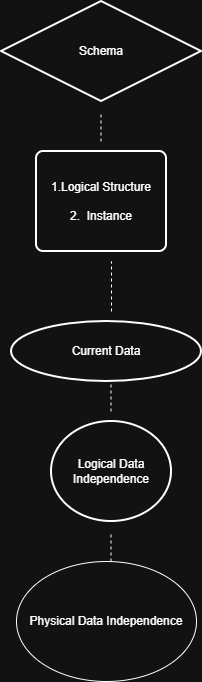 Schema
1.Logical Structure
2.  Instance
Current Data
Logical Data
Independence
Physical Data Independence